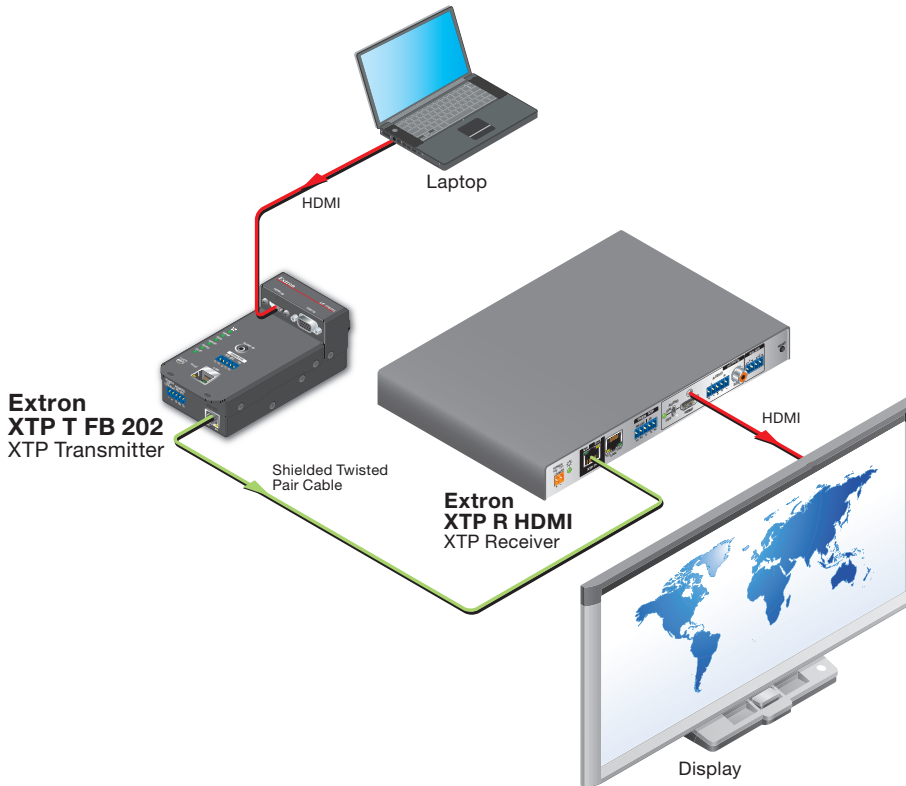 Laptop
HDMI
Extron
Extron
XTP T FB 202
XTP Transmitter
HDMI
Shielded Twisted
Pair Cable
Extron
XTP R HDMI
XTP Receiver
Display